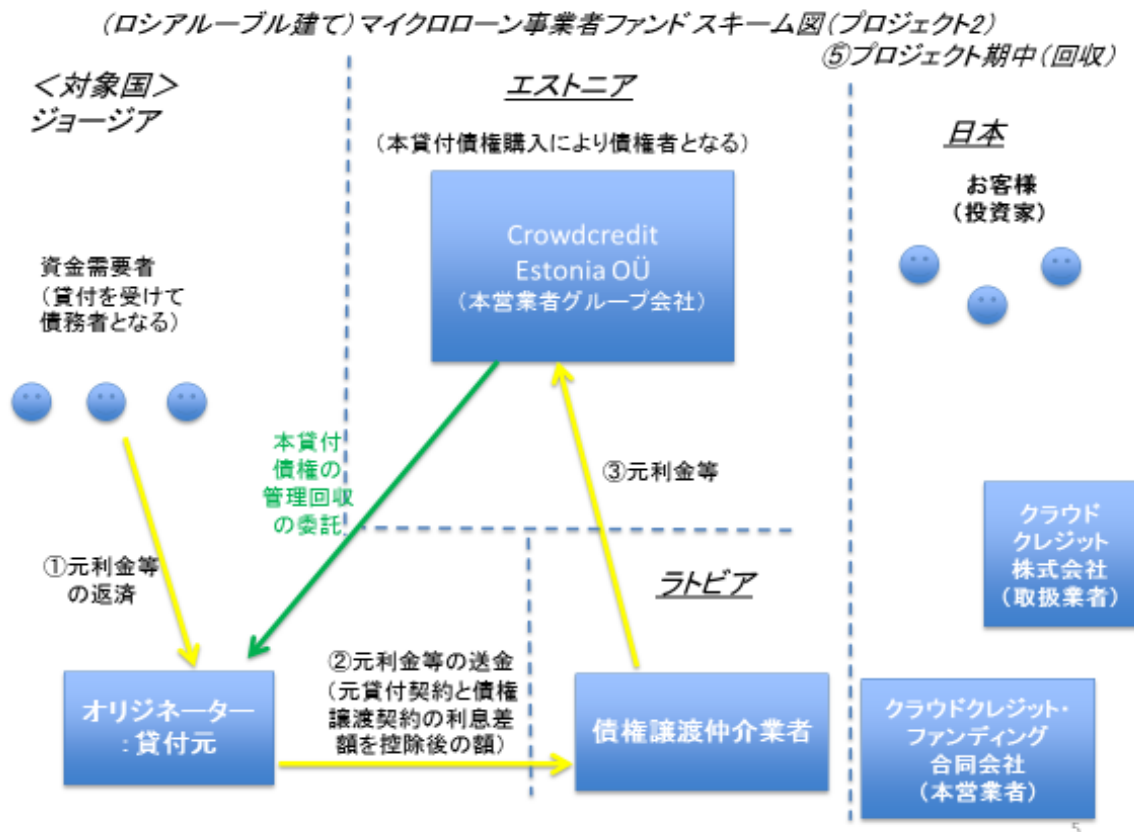 (ロシアルーブル建て)マイクロローン事業者ファンド スキーム図(プロジェクト2)
⑤プロジェクト期中(回収)
<対象国>
ジョージア
エストニア
(本貸付債権購入により債権者となる)
日本
お客様
(投資家)
Crowdcredit
Estonia OÜ
(本営業者グループ会社)
資金需要者
(貸付を受けて
債務者となる)
本貸付
債権の
管理回収
の委託
③元利金等
①元利金等
の返済
ラトビア
クラウド
クレジット
株式会社
(取扱業者)
②元利金等の送金
(元貸付契約と債権
譲渡契約の利息差
額を控除後の額)
オリジネーター
:貸付元
債権譲渡仲介業者
クラウドクレジット・
ファンディング
合同会社
(本営業者)
5